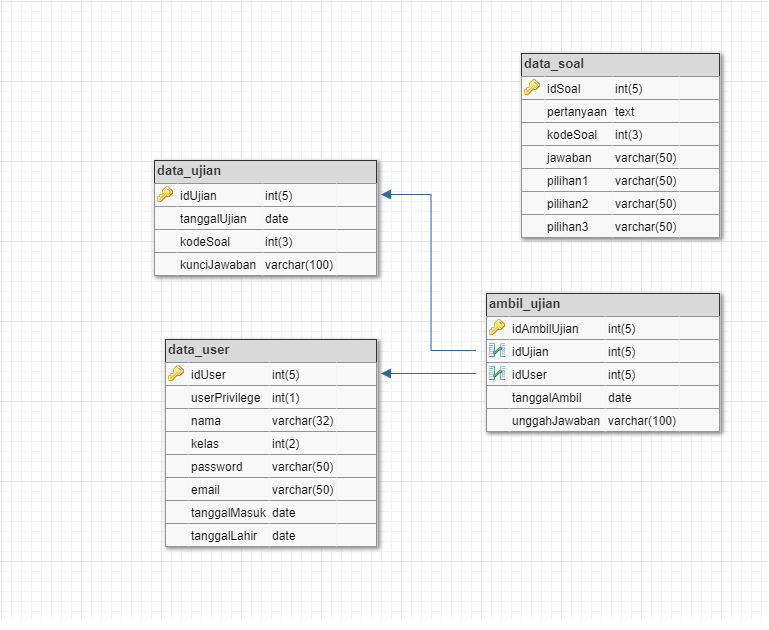 data_soal
idSoal int(5)
pertanyaan text
kodeSoal int(3)
jawaban varchar(50)
pilihan1 varchar(50)
pilihan2 varchar(50)
pilihan3 varchar(50)
data_ujian
idUjian int(5)
tanggalUjian date
kodeSoal int(3)
kunciJawaban varchar(100)
ambil_ujian
idAmbilUjian int(5)
idUjian int(5)
idUser int(5)
tanggalAmbil date
unggahJawaban varchar(100)
data_user
idUser int(5)
userPrivilege int(1)
nama varchar(32)
kelas int(2)
password varchar(50)
email varchar(50)
tanggalMasuk date
tanggalLahir date